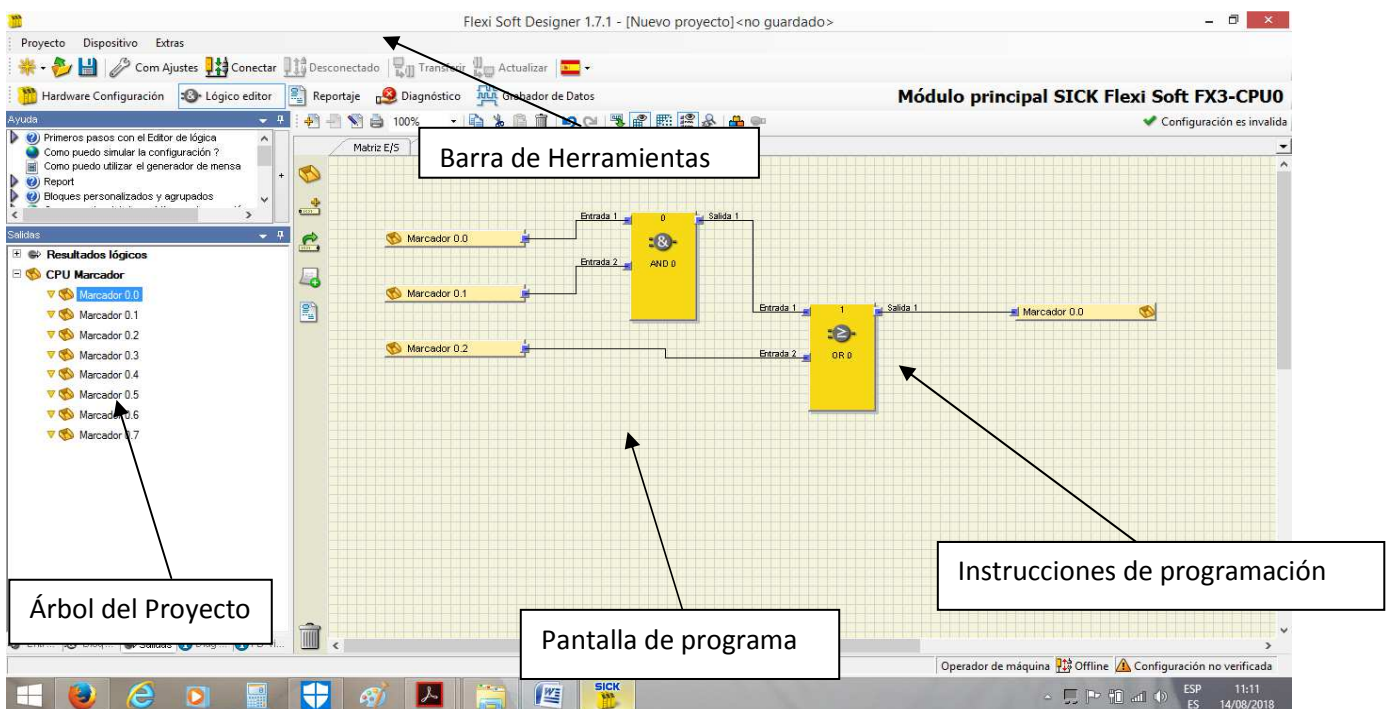 Flexi Soft Designer 1.7.1 - [Nuevo proyecto]<no guardado>
Proyecto Dispositivo Extras
Com Ajustes Conectar Desconectado Transferir Actualizar
Hardware Configuración Lógico editor Reportaje Diagnóstico Grabador de Datos
Módulo principal SICK Flexi Soft FX3-CPU0
Ayuda
100%
Configuración es invalida
Primeros pasos con el Editor de lógica
Como puedo simular la configuración ?
Como puedo utilizar el generador de mensa
Report
Bloques personalizados y agrupados
Matriz E/S
Barra de Herramientas
Salidas
Resultados lógicos
CPU Marcador
Marcador 0.0
Marcador 0.1
Marcador 0.2
Marcador 0.3
Marcador 0.4
Marcador 0.5
Marcador 0.6
Marcador 0.7
Marcador 0.0
Marcador 0.1
Marcador 0.2
Entrada 1
0
Salida 1
&
Entrada 2
AND 0
Entrada 1
1
Salida 1
≥
Entrada 2
OR 0
Marcador 0.0
Instrucciones de programación
Árbol del Proyecto
Pantalla de programa
Salidas
Operador de máquina Offline Configuración no verificada
SICK
ESP
ES
11:11
14/08/2018